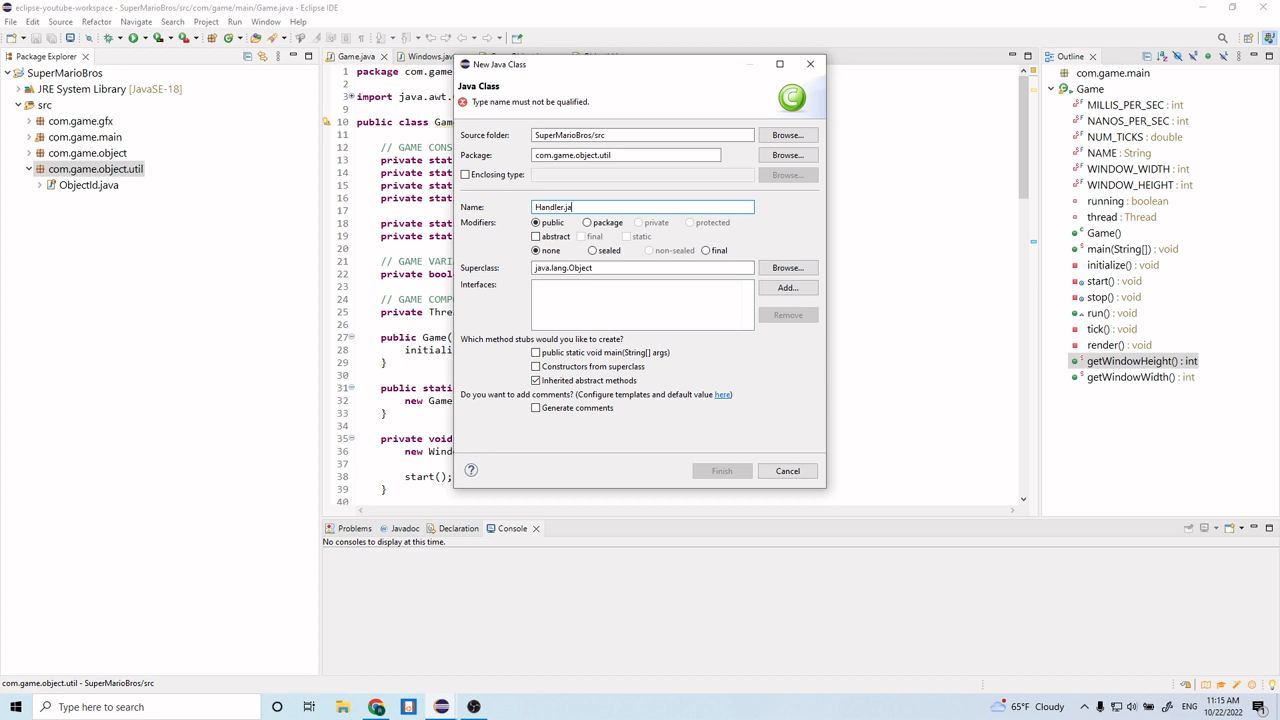 eclipse-youtube-workspace - SuperMarioBros/src/com/game/main/Game.java - Eclipse IDE
File Edit Source Refactor Navigate Search Project Run Window Help
Package Explorer
SuperMarioBros
JRE System Library [JavaSE-18]
src
com.game.gfx
com.game.main
com.game.object
com.game.object.util
ObjectId.java
Game.java
Windows.java
1 package com.game
3 import java.awt.
9
10 public class Gam
11
12 // GAME CONS
13 private stat
14 private stat
15 private stat
16 private stat
17
18 private stat
19 private stat
20
21 // GAME VARI
22 private bool
23
24 // GAME COMP
25 private Thre
26
27 public Game(
28 initiali
29 }
30
31 public stati
32 new Game
33 }
34
35 private void
36 new Wind
37
38 start();
39 }
40
New Java Class
Java Class
Type name must not be qualified.
Source folder: SuperMarioBros/src Browse...
Package: com.game.object.util Browse...
Enclosing type: Browse...
Name: Handler.ja
Modifiers: public package private protected
abstract final static
none sealed non-sealed final
Superclass: java.lang.Object Browse...
Interfaces: Add...
Remove
Which method stubs would you like to create?
public static void main(String[] args)
Constructors from superclass
Inherited abstract methods
Do you want to add comments? (Configure templates and default value here)
Generate comments
? Finish Cancel
Outline
com.game.main
Game
MILLIS_PER_SEC : int
NANOS_PER_SEC : int
NUM_TICKS : double
NAME : String
WINDOW_WIDTH : int
WINDOW_HEIGHT : int
running : boolean
thread : Thread
Game()
main(String[]) : void
initialize() : void
start() : void
stop() : void
run() : void
tick() : void
render() : void
getWindowHeight() : int
getWindowWidth() : int
Problems Javadoc Declaration Console
No consoles to display at this time.
com.game.object.util - SuperMarioBros/src
Type here to search
65°F Cloudy
11:15 AM
10/22/2022